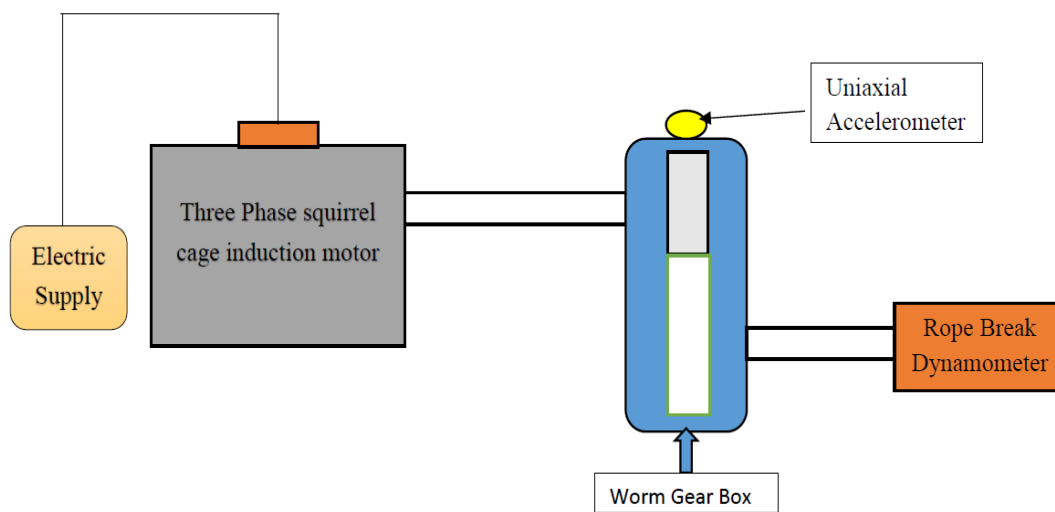 Uniaxial
Accelerometer
Three Phase squirrel
cage induction motor
Electric
Supply
Rope Break
Dynamometer
Worm Gear Box